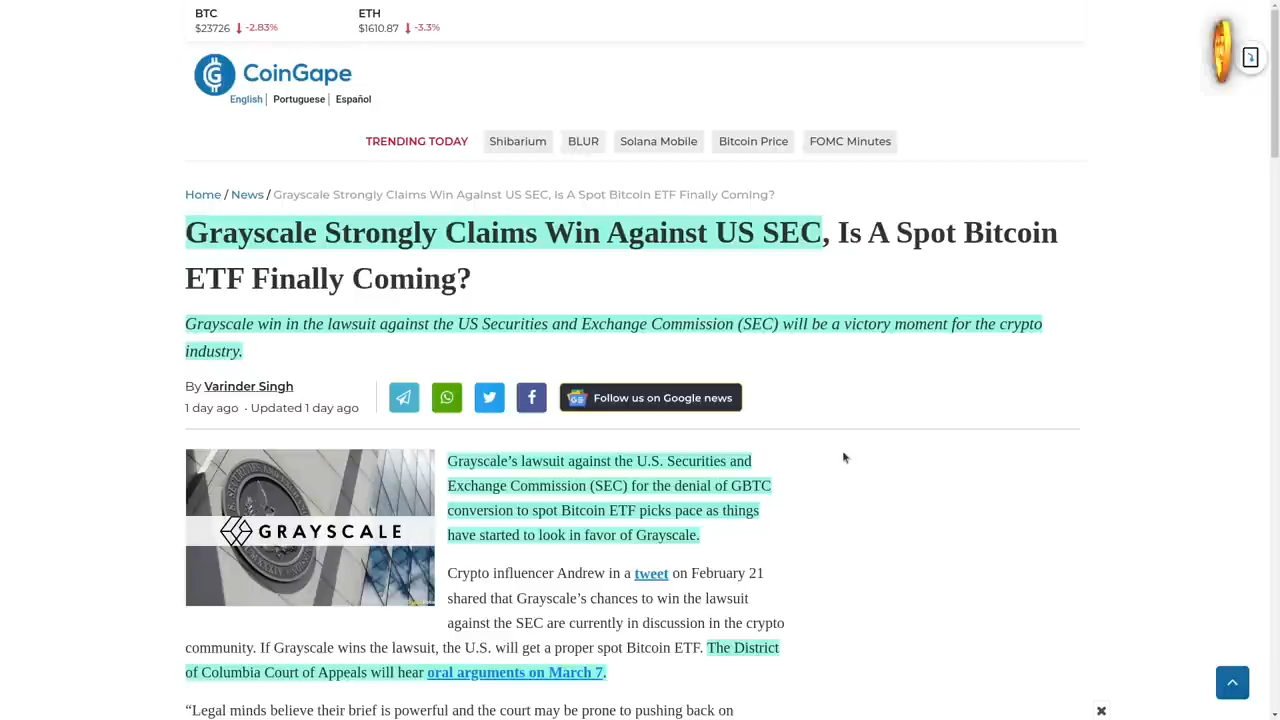 BTC
$23726 -2.83%
ETH
$1610.87 -3.3%
CoinGape
English | Portuguese | Español
TRENDING TODAY Shibarium BLUR Solana Mobile Bitcoin Price FOMC Minutes
Home / News / Grayscale Strongly Claims Win Against US SEC, Is A Spot Bitcoin ETF Finally Coming?
Grayscale Strongly Claims Win Against US SEC, Is A Spot Bitcoin
ETF Finally Coming?
Grayscale win in the lawsuit against the US Securities and Exchange Commission (SEC) will be a victory moment for the crypto
industry.
By Varinder Singh
1 day ago · Updated 1 day ago
Follow us on Google news
GRAYSCALE
Grayscale’s lawsuit against the U.S. Securities and
Exchange Commission (SEC) for the denial of GBTC
conversion to spot Bitcoin ETF picks pace as things
have started to look in favor of Grayscale.
Crypto influencer Andrew in a tweet on February 21
shared that Grayscale’s chances to win the lawsuit
against the SEC are currently in discussion in the crypto
community. If Grayscale wins the lawsuit, the U.S. will get a proper spot Bitcoin ETF. The District
of Columbia Court of Appeals will hear oral arguments on March 7.
“Legal minds believe their brief is powerful and the court may be prone to pushing back on